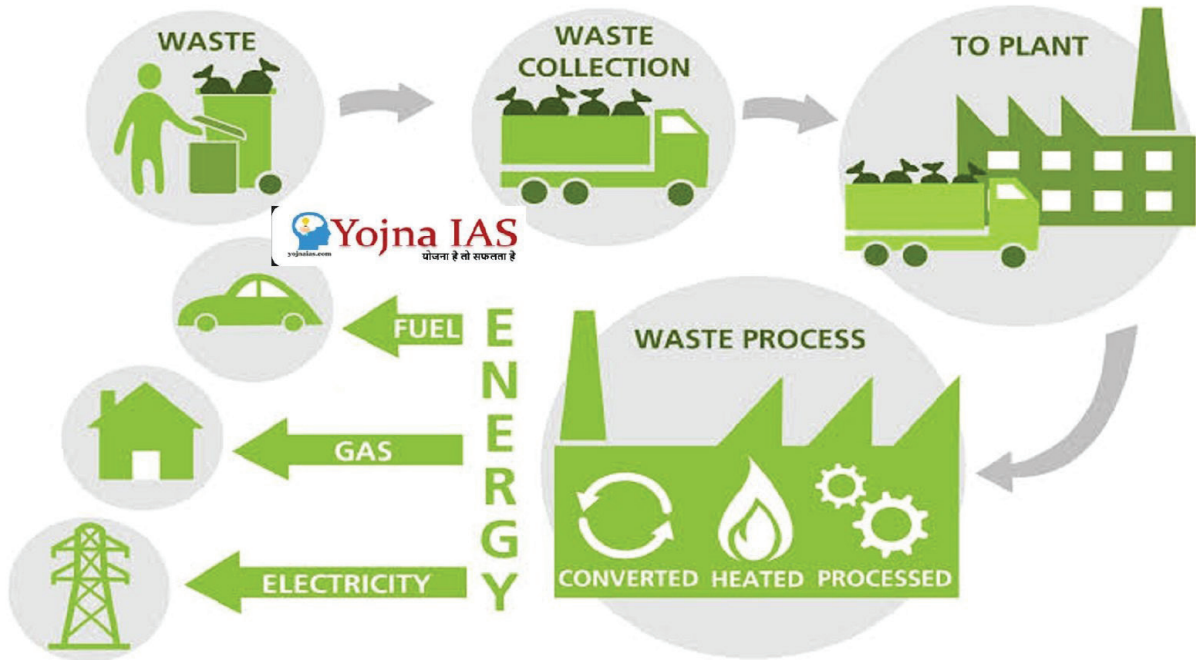 WASTE
WASTE
COLLECTION
TO PLANT
Yojna IAS
yojnaias.com
योजना है तो सफलता है
WASTE PROCESS
CONVERTED HEATED PROCESSED
ENERGY
FUEL
GAS
ELECTRICITY